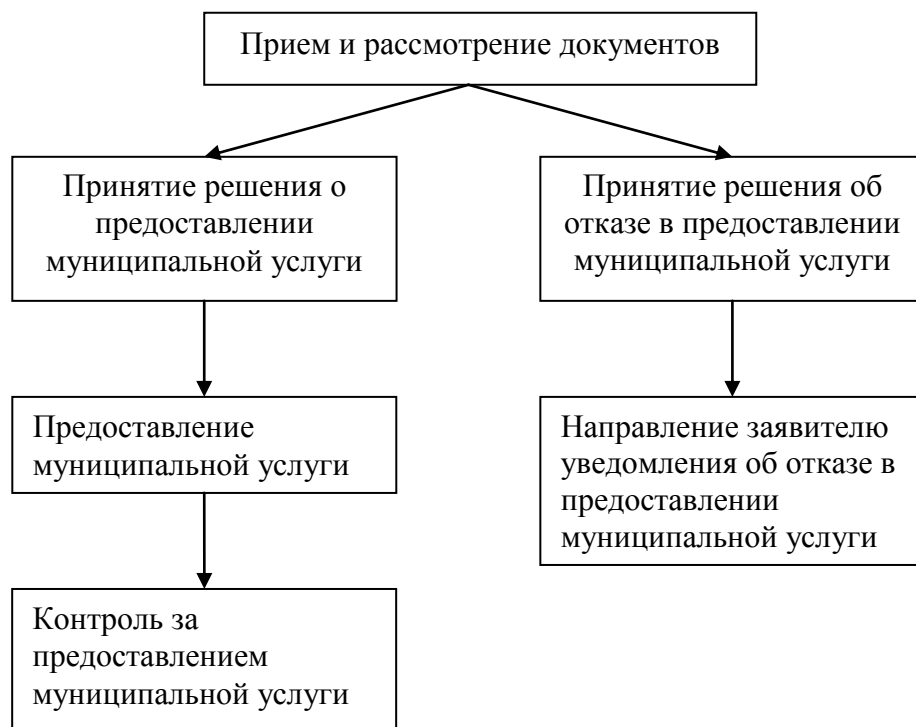 Прием и рассмотрение документов
Принятие решения о
предоставлении
муниципальной услуги
Принятие решения об
отказе в предоставлении
муниципальной услуги
Предоставление
муниципальной услуги
Направление заявителю
уведомления об отказе в
предоставлении
муниципальной услуги
Контроль за
предоставлением
муниципальной услуги